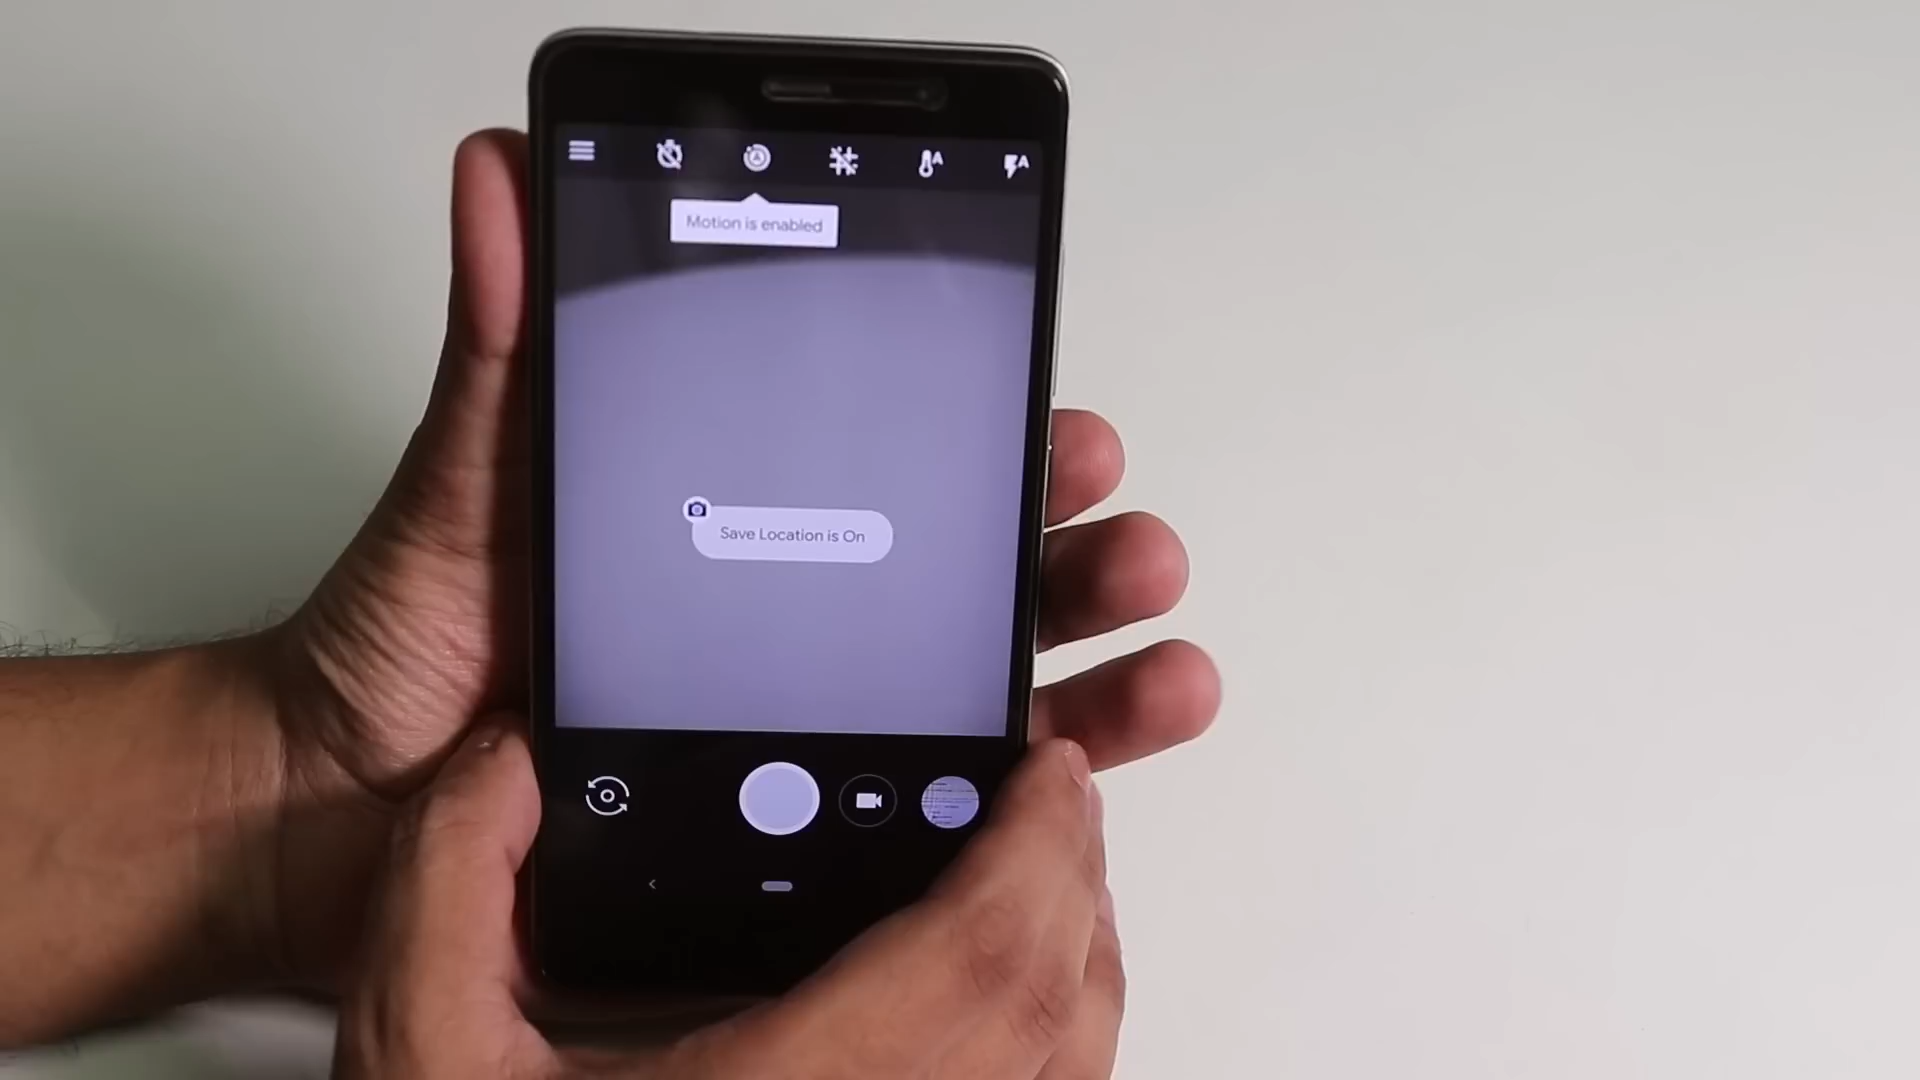 A
A
Motion is enabled
Save Location is On